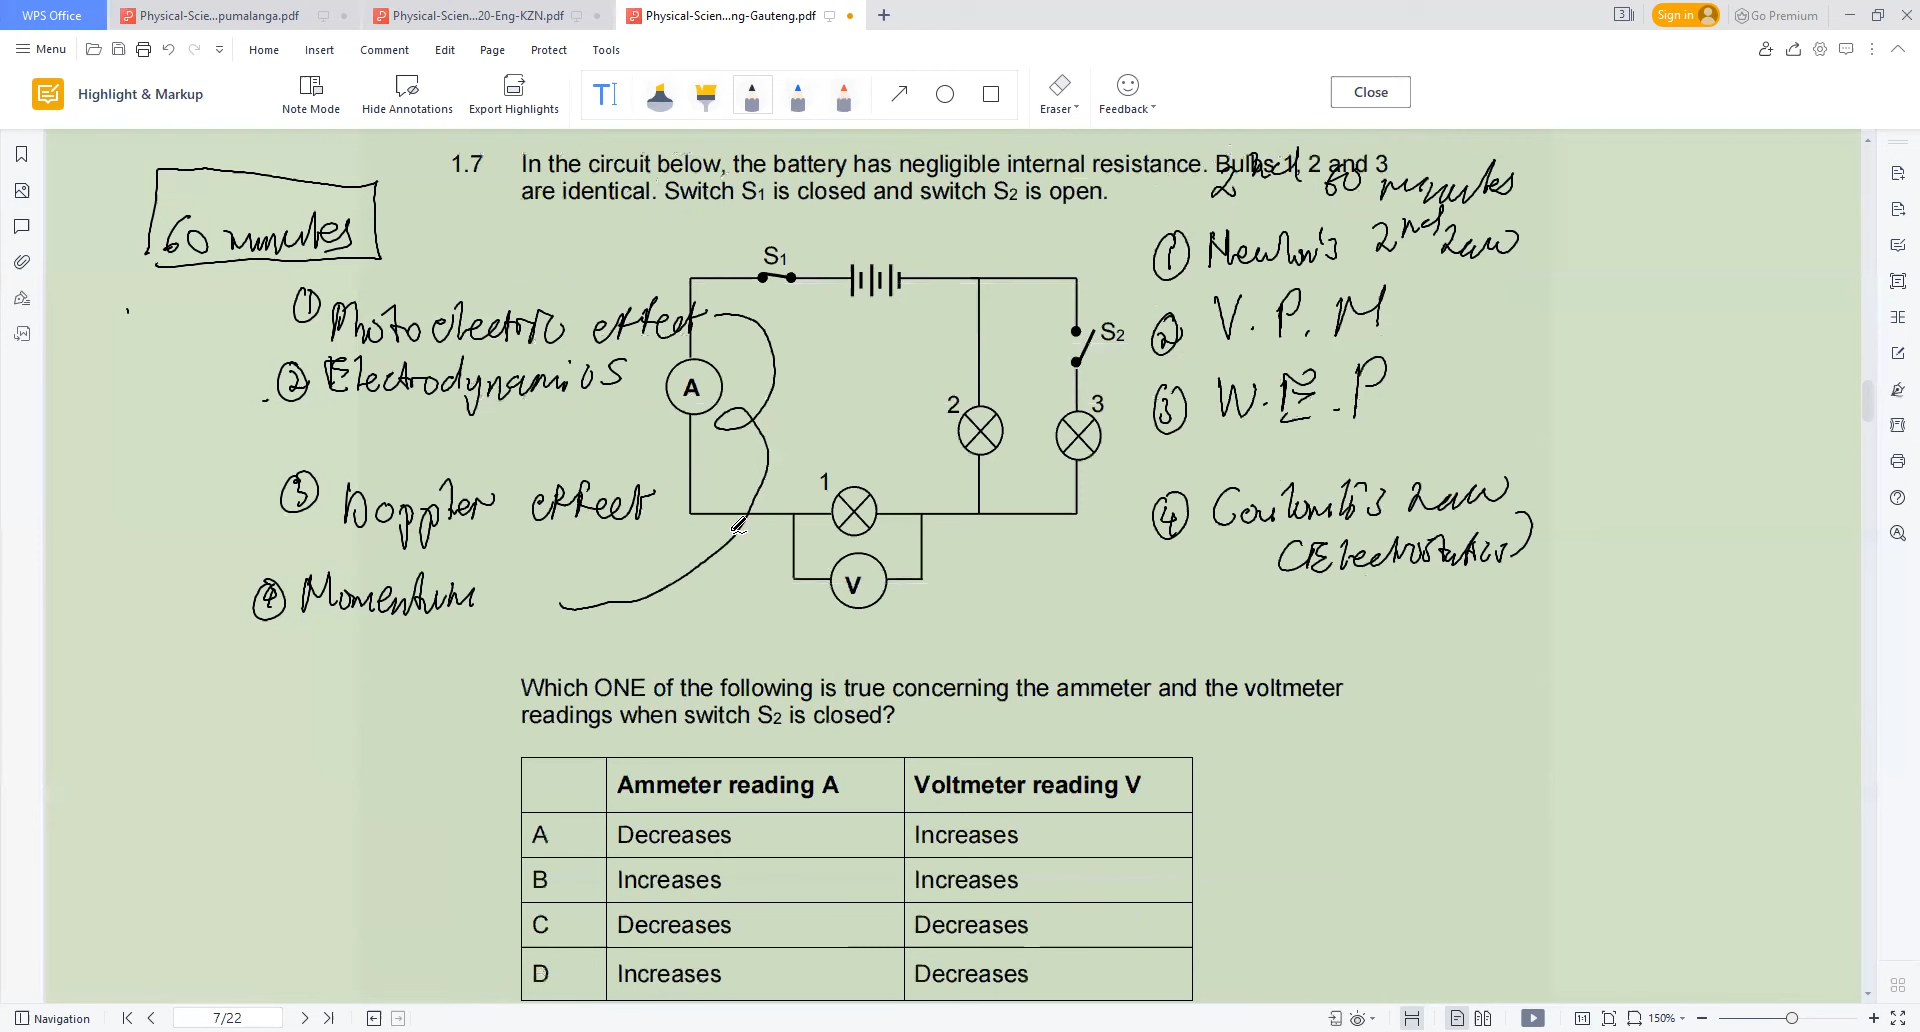 WPS Office
Physical-Scie...pumalanga.pdf
Physical-Scien...20-Eng-KZN.pdf
Physical-Scien...ng-Gauteng.pdf
+
3
Sign in
Go Premium
Menu
Home
Insert
Comment
Edit
Page
Protect
Tools
Highlight & Markup
Note Mode
Hide Annotations
Export Highlights
T
Eraser
Feedback
Close
1.7 In the circuit below, the battery has negligible internal resistance. Bulbs 1, 2 and 3
are identical. Switch S1 is closed and switch S2 is open.
60 minutes
① Photoelectric effect
② Electrodynamics
③ Doppler effect
④ Momentum
2nd 60 minutes
① Newton's 2nd Law
② V.P.M
③ W.E.P
④ Coulomb's Law
(Electrostatics)
S1
S2
A
2
3
1
V
Which ONE of the following is true concerning the ammeter and the voltmeter
readings when switch S2 is closed?
Ammeter reading A Voltmeter reading V
A Decreases Increases
B Increases Increases
C Decreases Decreases
D Increases Decreases
Navigation
7/22
1:1
150%